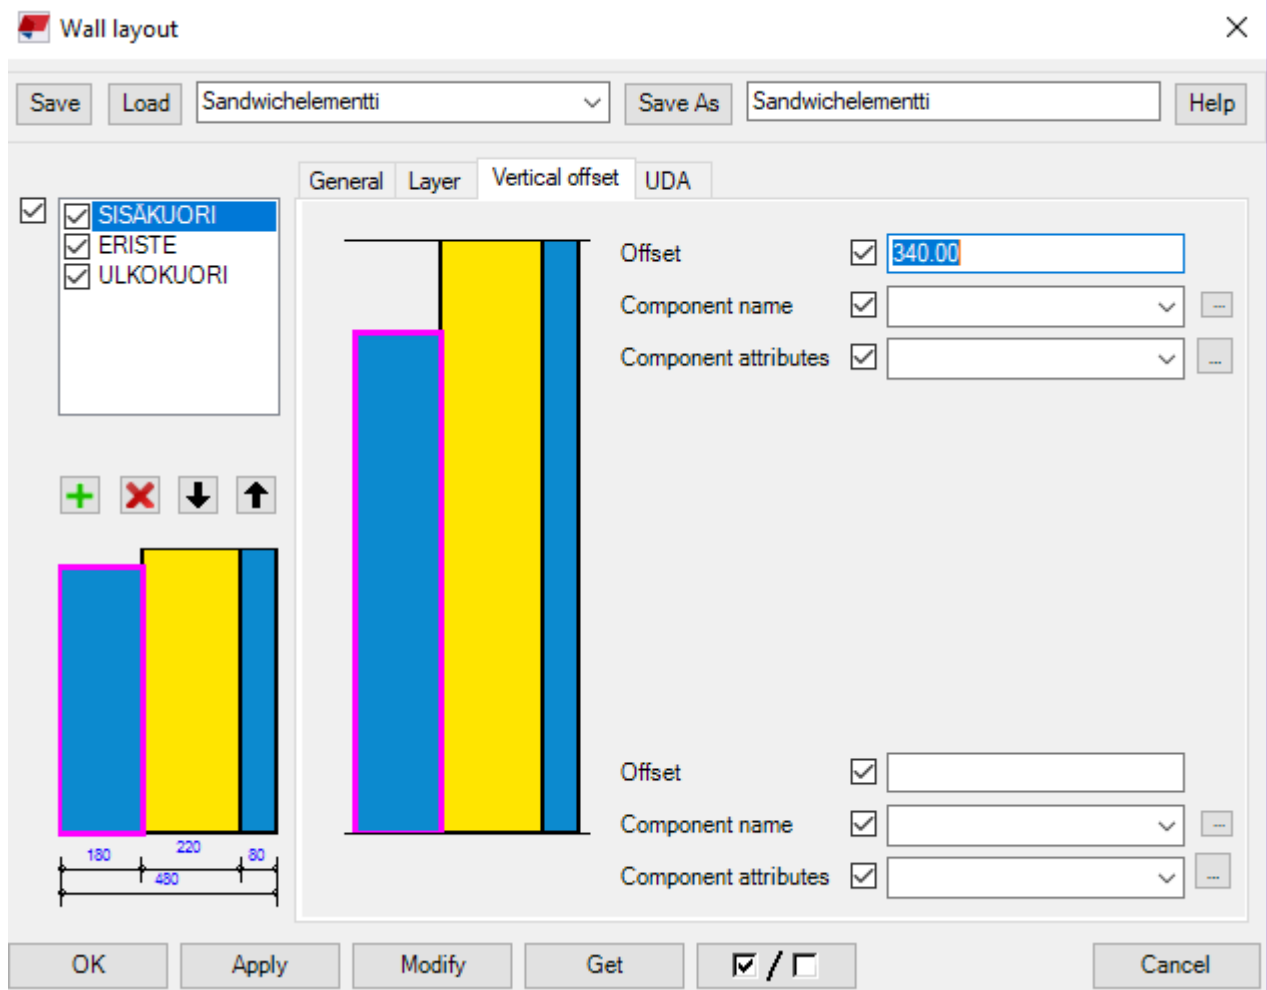 Wall layout
Save Load Sandwichelementti Save As Sandwichelementti Help
General Layer Vertical offset UDA
SISÄKUORI
ERISTE
ULKOKUORI
Offset 340.00
Component name ...
Component attributes ...
180 220 80
480
Offset
Component name ...
Component attributes ...
OK Apply Modify Get / Cancel